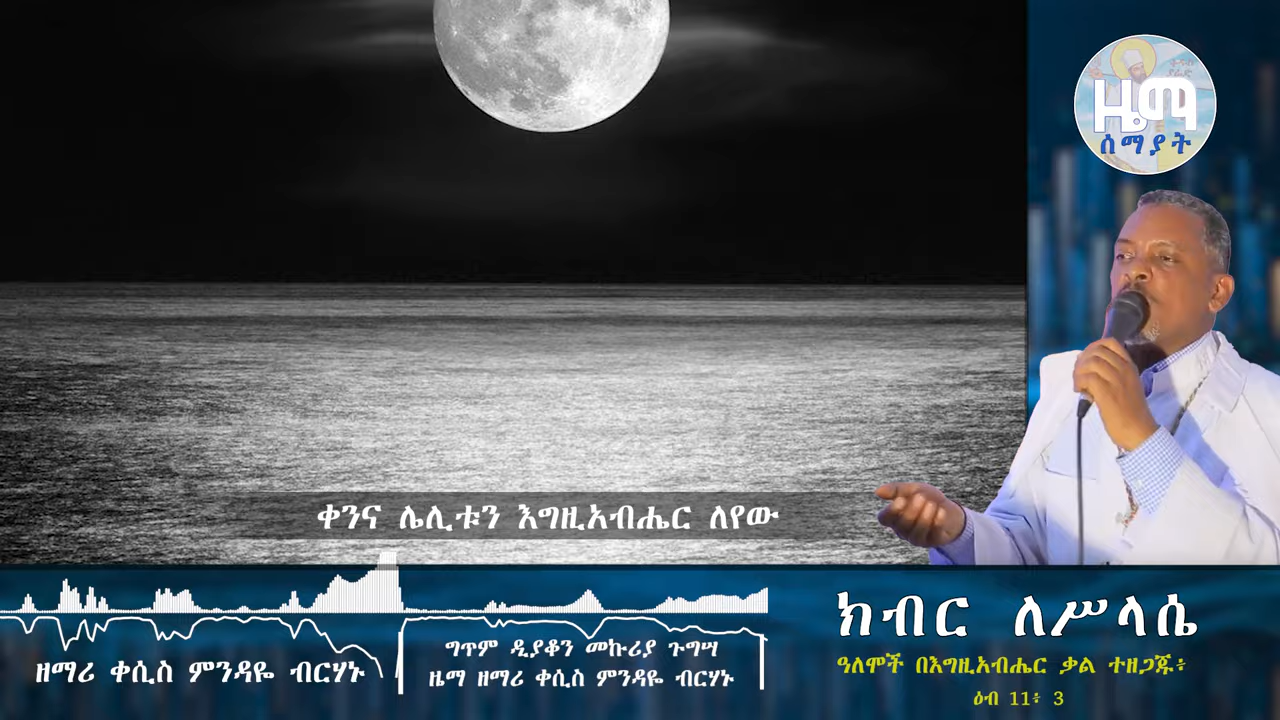 ዜማ
ሰማያት
ቀንና ሌሊቱን እግዚአብሔር ለየው
ዘማሪ ቀሲስ ምንዳዬ ብርሃኑ
ግጥም ዲያቆን መኩሪያ ጉግሣ
ዜማ ዘማሪ ቀሲስ ምንዳዬ ብርሃኑ
ክብር ለሥላሴ
ዓለሞች በእግዚአብሔር ቃል ተዘጋጁ፥
ዕብ 11፥ 3